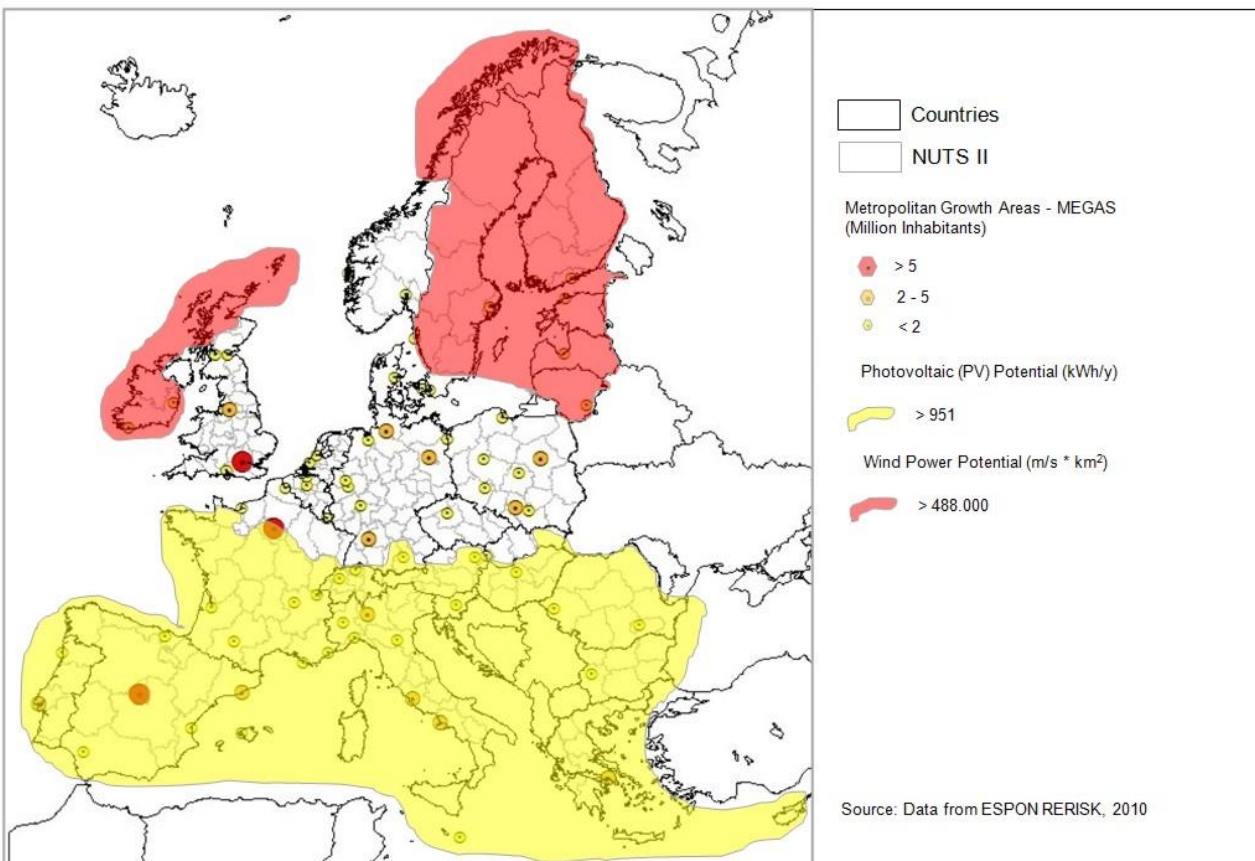 Countries
NUTS II
Metropolitan Growth Areas - MEGAS
(Million Inhabitants)
> 5
2 - 5
< 2
Photovoltaic (PV) Potential (kWh/y)
> 951
Wind Power Potential (m/s * km²)
> 488.000
Source: Data from ESPON RERISK, 2010